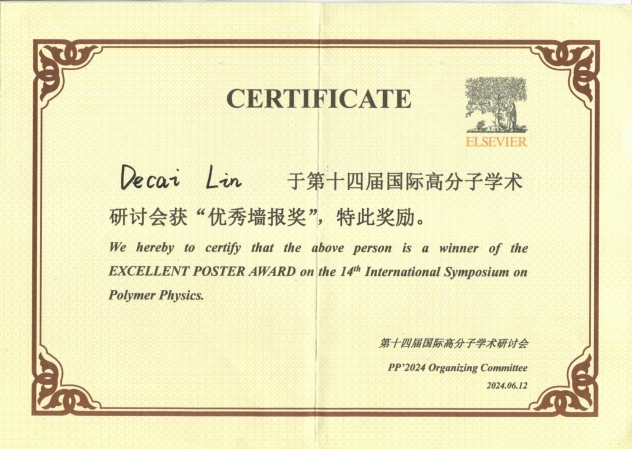 CERTIFICATE
ELSEVIER
Decai Lin 于第十四届国际高分子学术
研讨会获“优秀墙报奖”，特此奖励。
We hereby to certify that the above person is a winner of the
EXCELLENT POSTER AWARD on the 14th International Symposium on
Polymer Physics.
第十四届国际高分子学术研讨会
PP’2024 Organizing Committee
2024.06.12